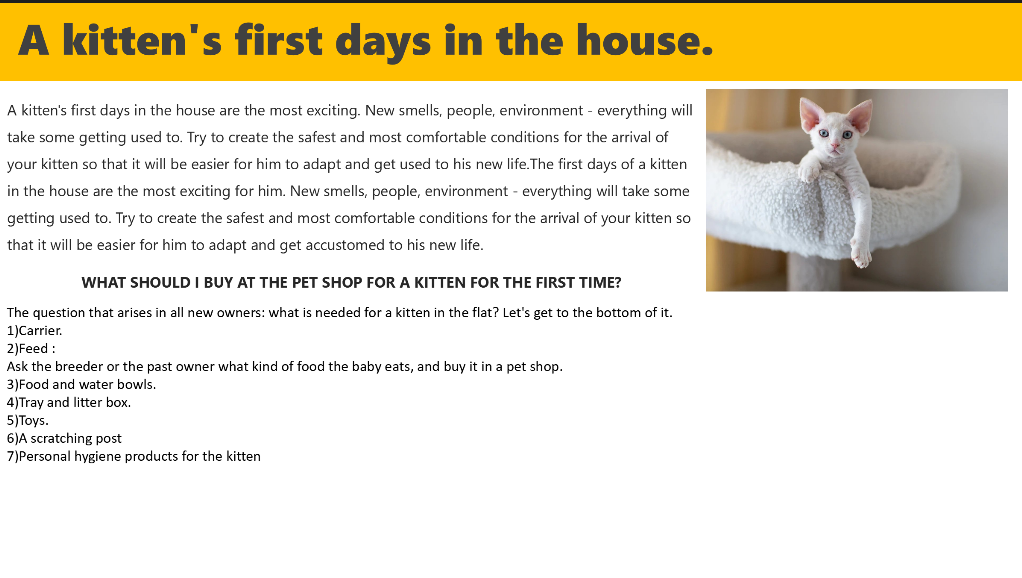 A kitten's first days in the house.
A kitten's first days in the house are the most exciting. New smells, people, environment - everything will
take some getting used to. Try to create the safest and most comfortable conditions for the arrival of
your kitten so that it will be easier for him to adapt and get used to his new life.The first days of a kitten
in the house are the most exciting for him. New smells, people, environment - everything will take some
getting used to. Try to create the safest and most comfortable conditions for the arrival of your kitten so
that it will be easier for him to adapt and get accustomed to his new life.
WHAT SHOULD I BUY AT THE PET SHOP FOR A KITTEN FOR THE FIRST TIME?
The question that arises in all new owners: what is needed for a kitten in the flat? Let's get to the bottom of it.
1)Carrier.
2)Feed :
Ask the breeder or the past owner what kind of food the baby eats, and buy it in a pet shop.
3)Food and water bowls.
4)Tray and litter box.
5)Toys.
6)A scratching post
7)Personal hygiene products for the kitten